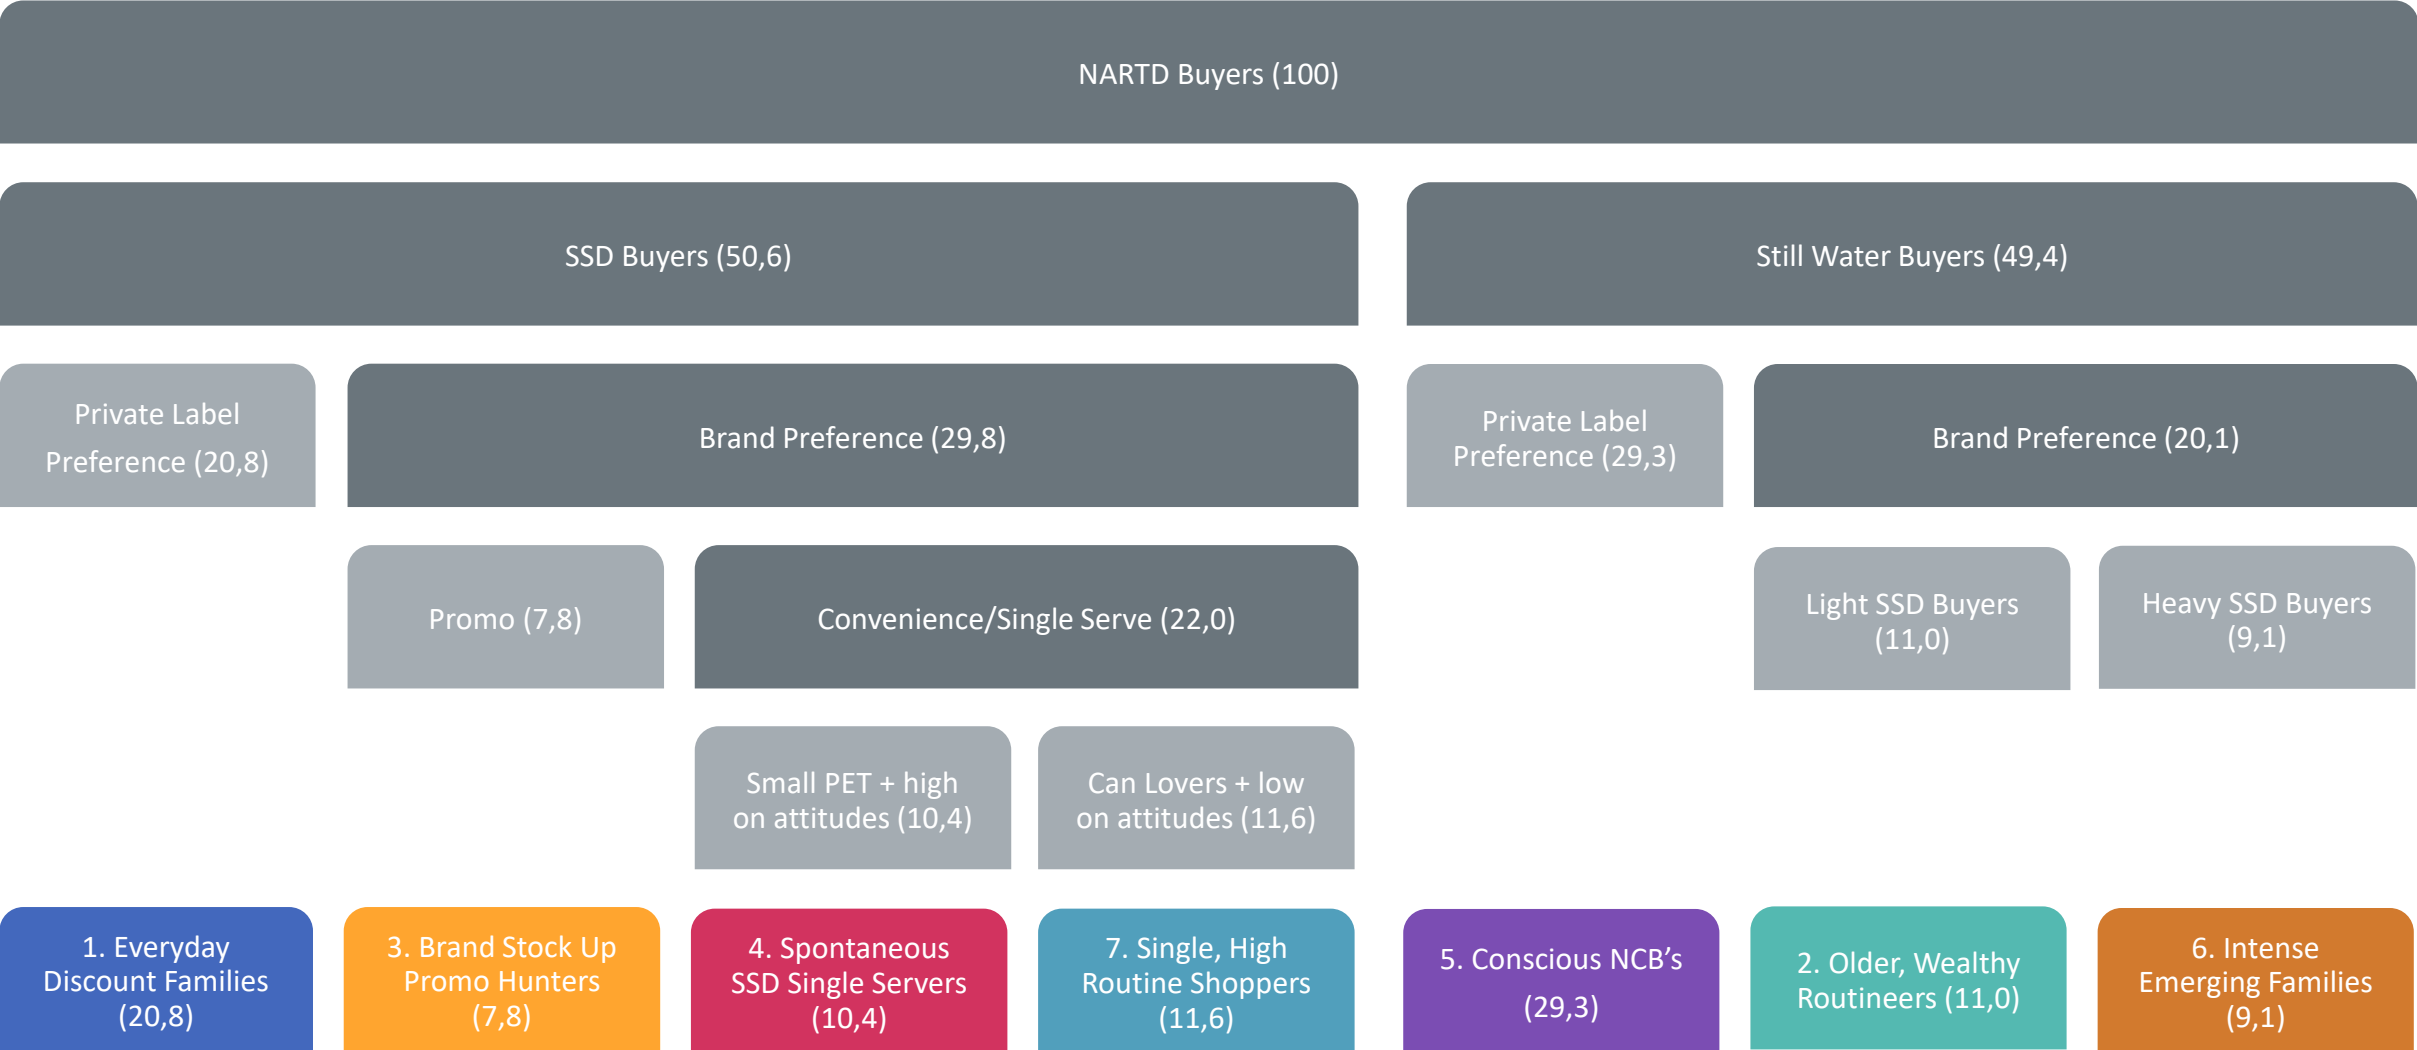 NARTD Buyers (100)
SSD Buyers (50,6)
Still Water Buyers (49,4)
Private Label
Preference (20,8)
Brand Preference (29,8)
Private Label
Preference (29,3)
Brand Preference (20,1)
Promo (7,8)
Convenience/Single Serve (22,0)
Light SSD Buyers
(11,0)
Heavy SSD Buyers
(9,1)
Small PET + high
on attitudes (10,4)
Can Lovers + low
on attitudes (11,6)
1. Everyday
Discount Families
(20,8)
3. Brand Stock Up
Promo Hunters
(7,8)
4. Spontaneous
SSD Single Servers
(10,4)
7. Single, High
Routine Shoppers
(11,6)
5. Conscious NCB’s
(29,3)
2. Older, Wealthy
Routineers (11,0)
6. Intense
Emerging Families
(9,1)